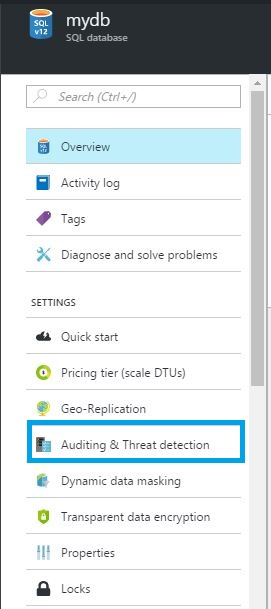 SQL
v12
mydb
SQL database
Search (Ctrl+/)
SQL
Overview
Activity log
Tags
Diagnose and solve problems
SETTINGS
Quick start
Pricing tier (scale DTUs)
Geo-Replication
Auditing & Threat detection
Dynamic data masking
Transparent data encryption
Properties
Locks